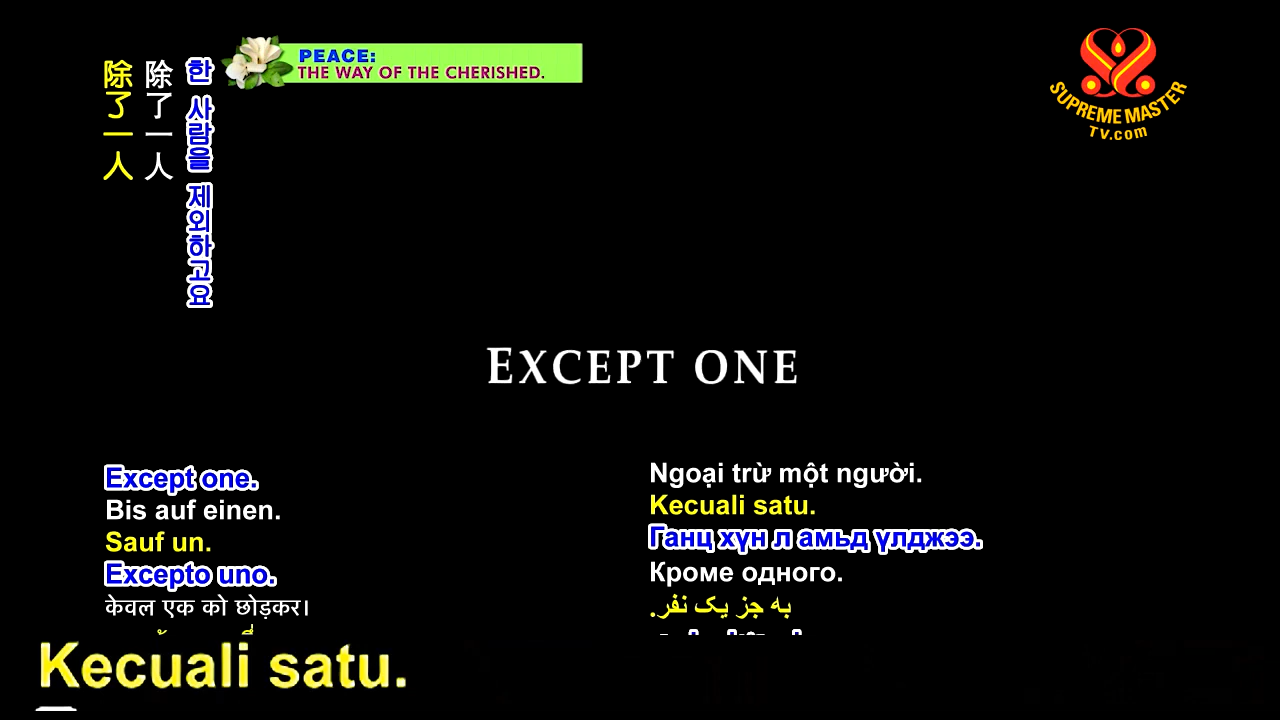 除了一人
除了一人
한 사람을 제외하고요
PEACE:
THE WAY OF THE CHERISHED.
SUPREME MASTER
TV.com
EXCEPT ONE
Except one.
Bis auf einen.
Sauf un.
Excepto uno.
केवल एक को छोड़कर।
Ngoại trừ một người.
Kecuali satu.
Ганц хүн л амьд үлджээ.
Кроме одного.
به جز یک نفر.
Kecuali satu.